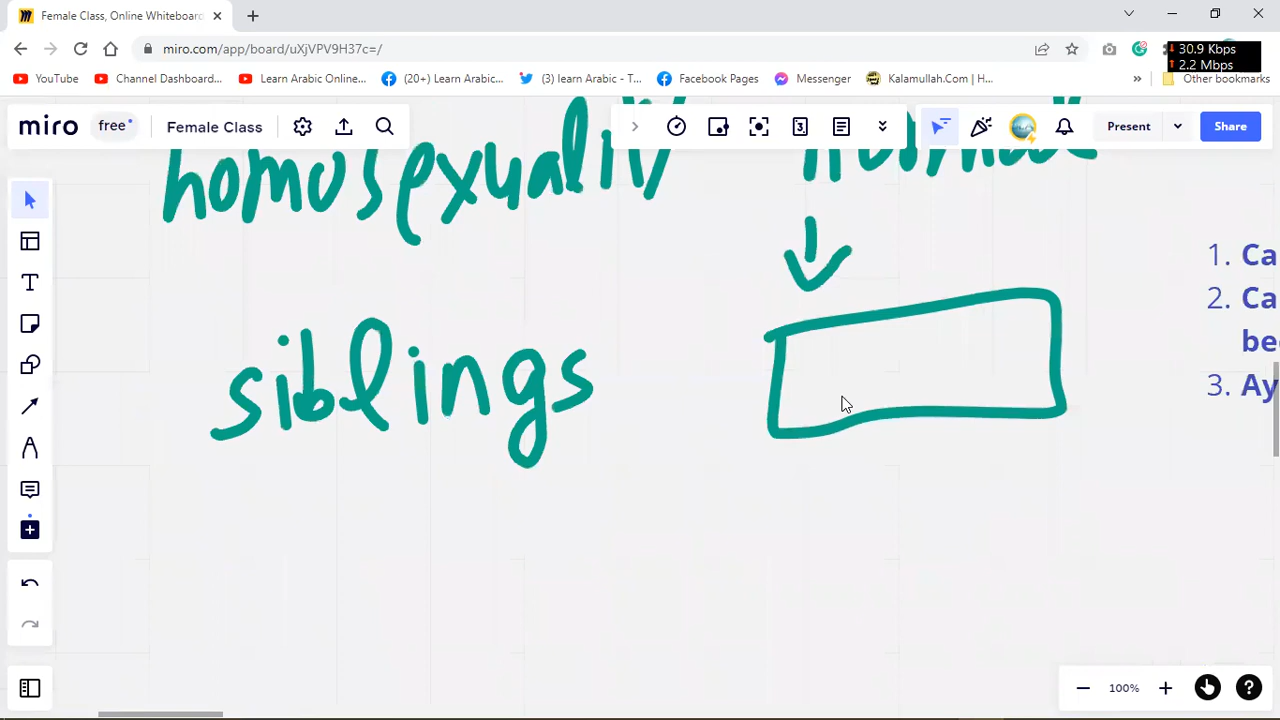 Female Class, Online Whiteboard
miro.com/app/board/uXjVPV9H37c=/
30.9 Kbps
2.2 Mbps
YouTube
Channel Dashboard...
Learn Arabic Online...
(20+) Learn Arabic...
(3) learn Arabic - T...
Facebook Pages
Messenger
Kalamullah.Com | H...
»
Other bookmarks
miro
free
Female Class
Present
Share
homosexuality
siblings
1. Ca
2. Ca
be
3. Ay
100%